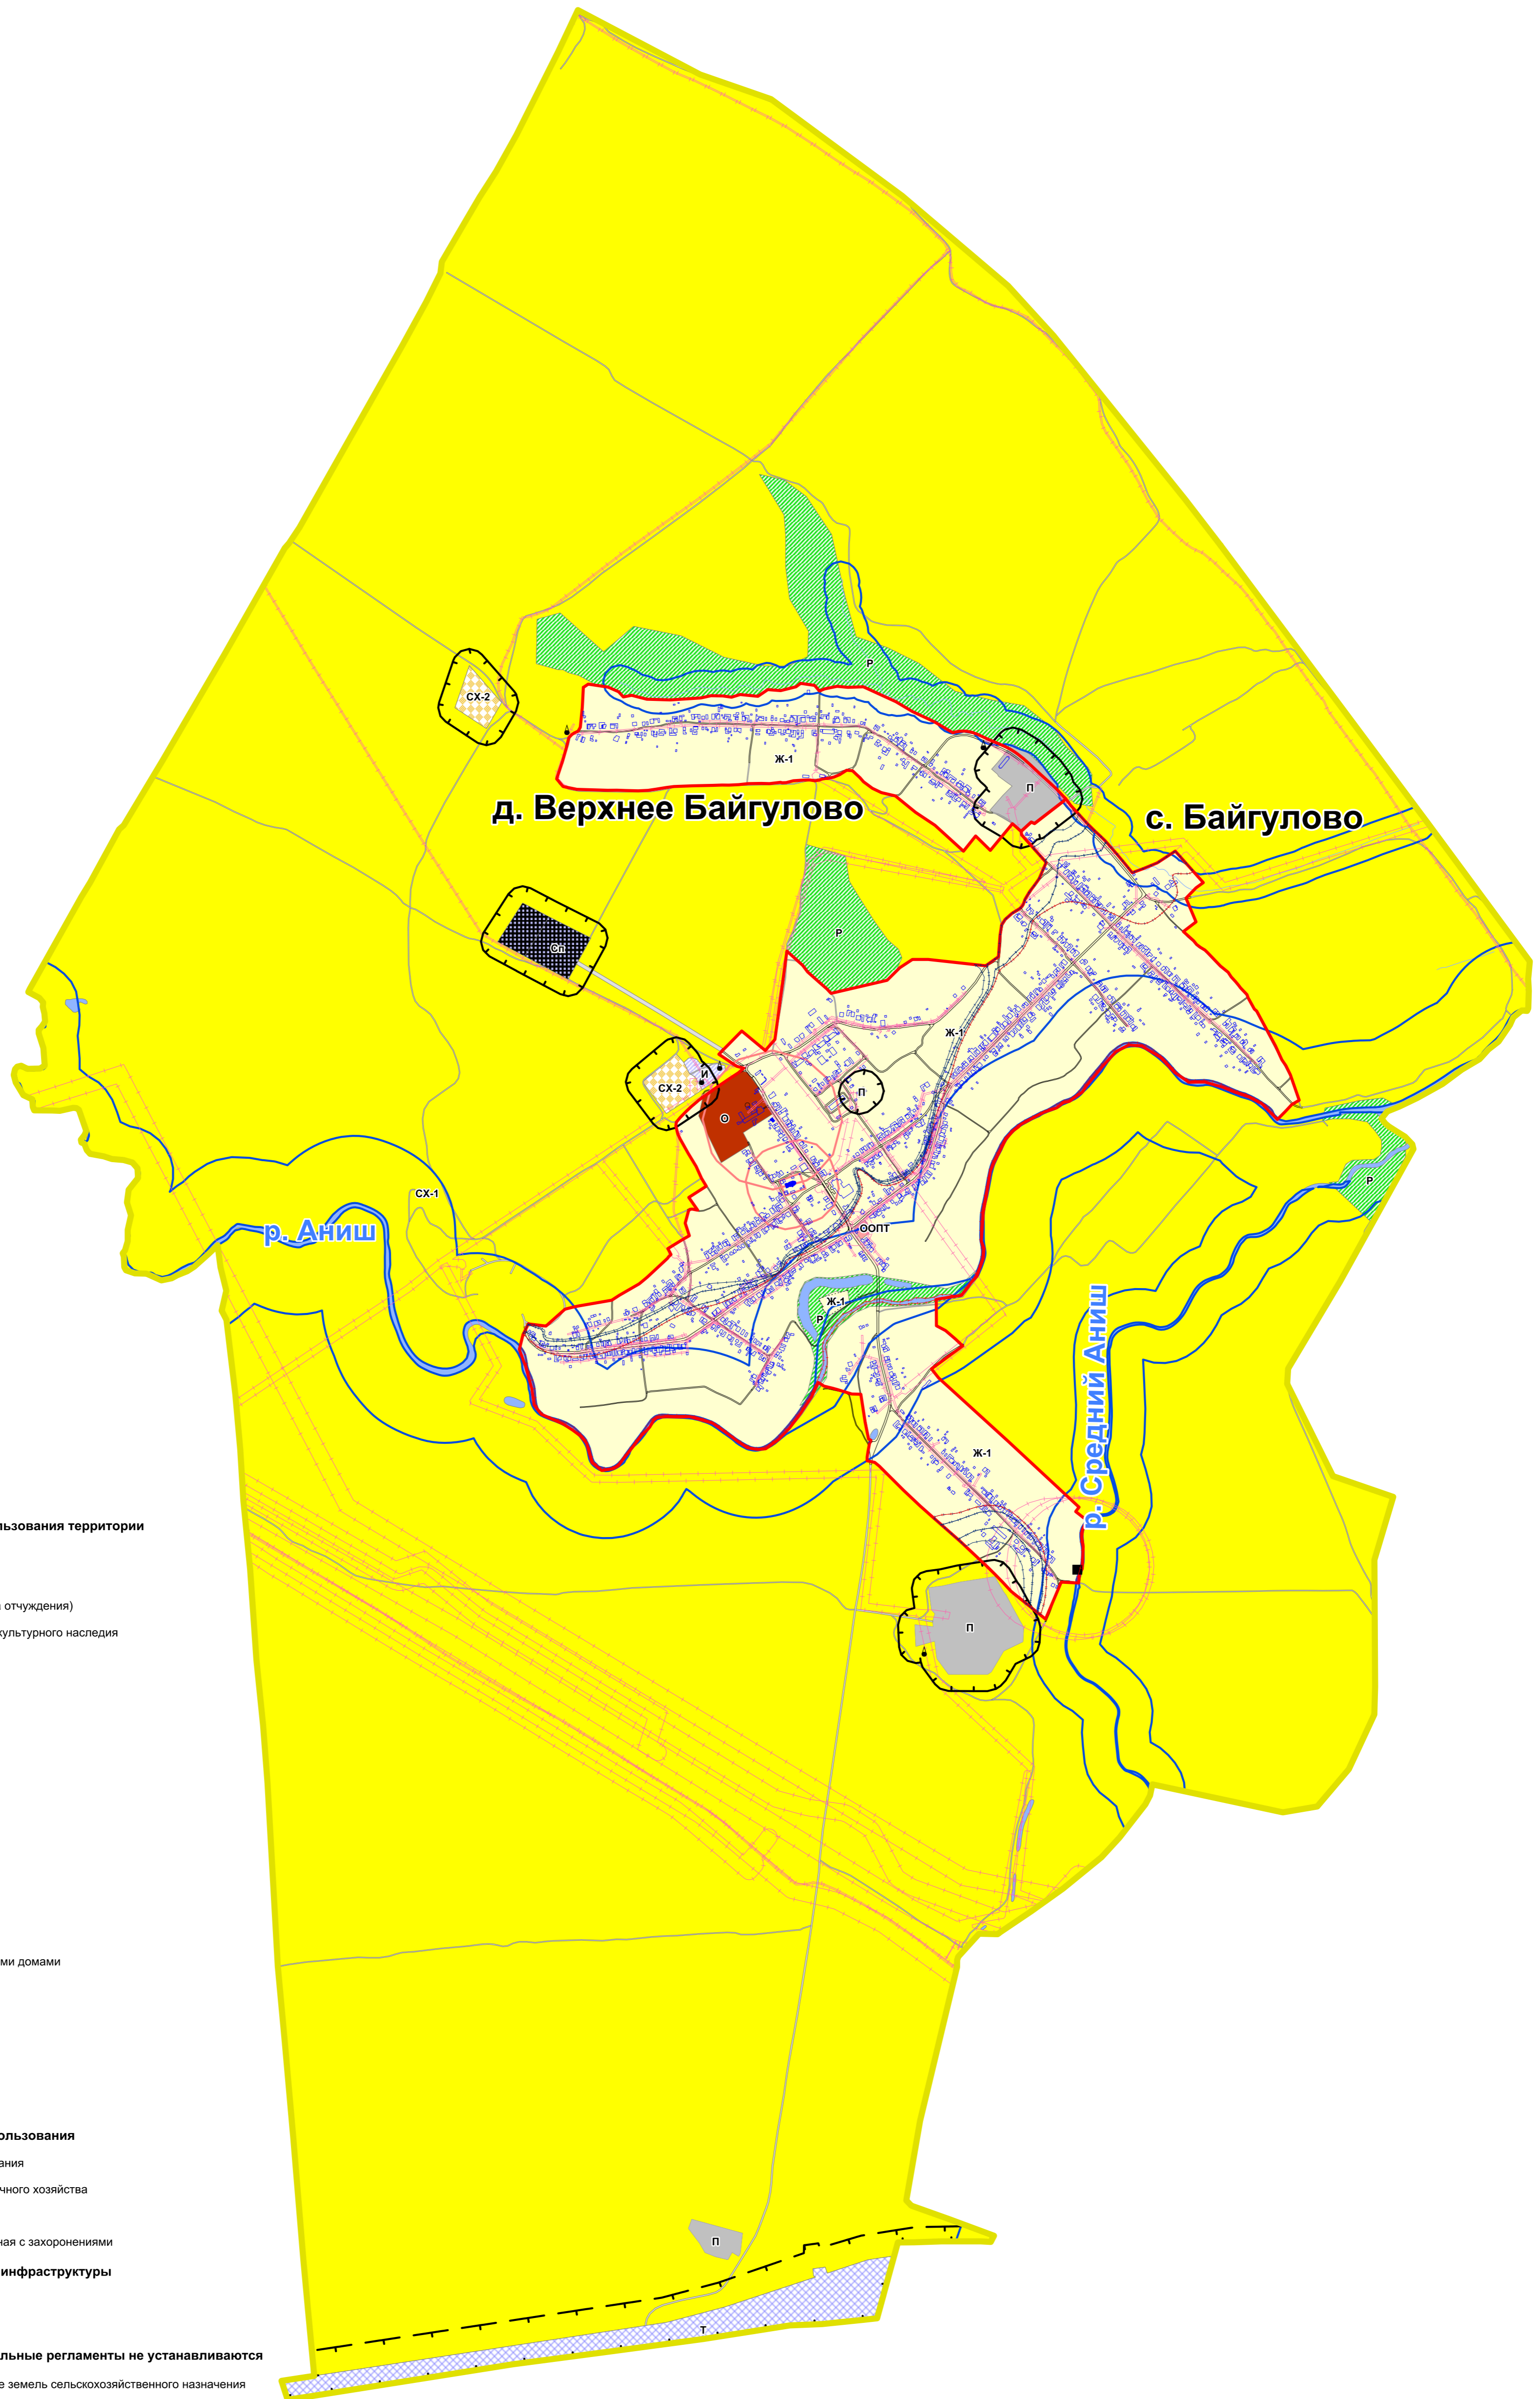 Р
СХ-2
Ж-1
П
д. Верхнее Байгулово
с. Байгулово
Р
Сп
Ж-1
И
СХ-2
П
О
Р
СХ-1
р. Аниш
ООПТ
р. Средний Аниш
Ж-1
Р
Ж-1
льзования территории
отчуждения)
культурного наследия
П
ми домами
ользования
ания
чного хозяйства
П
ная с захоронениями
инфраструктуры
Т
льные регламенты не устанавливаются
е земель сельскохозяйственного назначения